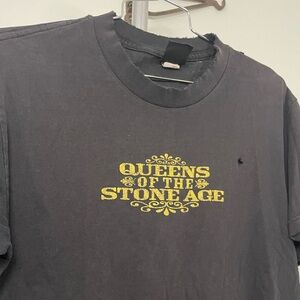 QUEENS
OF THE
STONE AGE